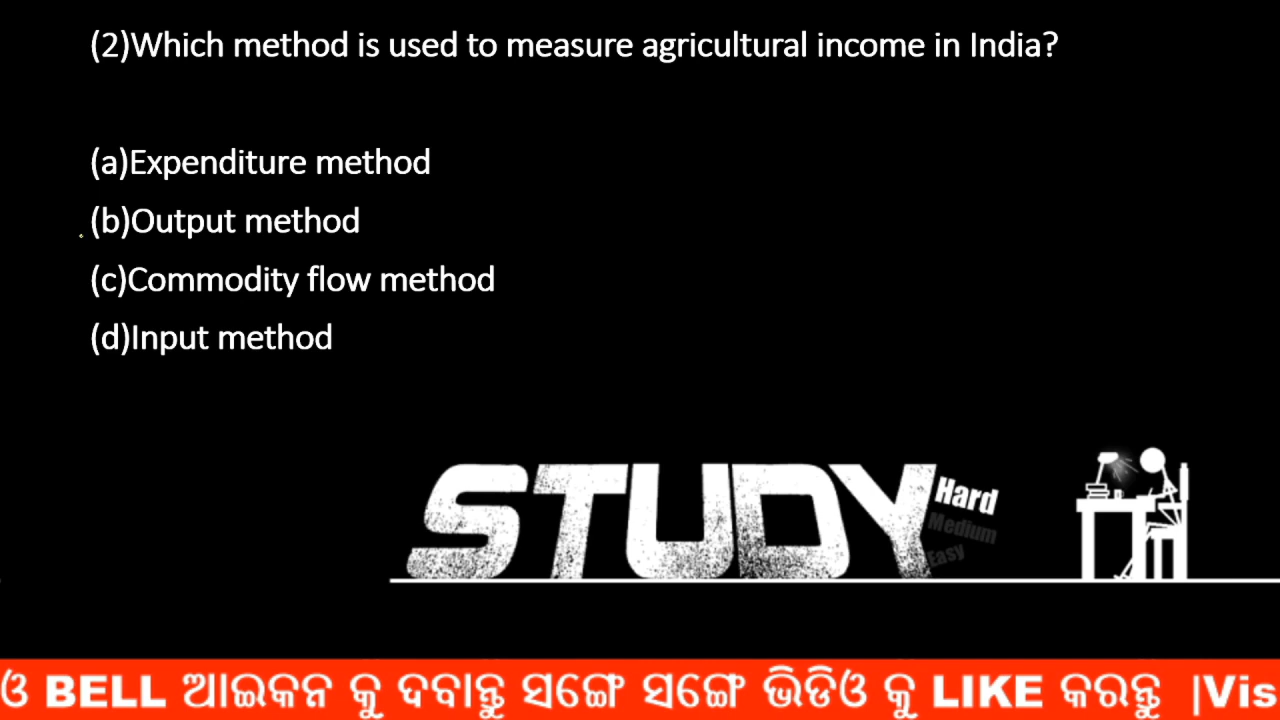 (2)Which method is used to measure agricultural income in India?
(a)Expenditure method
(b)Output method
(c)Commodity flow method
(d)Input method
STUDY
Hard
Medium
Easy
ଓ BELL ଆଇକନ କୁ ଦବାନ୍ତୁ ସଙ୍ଗେ ସଙ୍ଗେ ଭିଡିଓ କୁ LIKE କରନ୍ତୁ |Vis